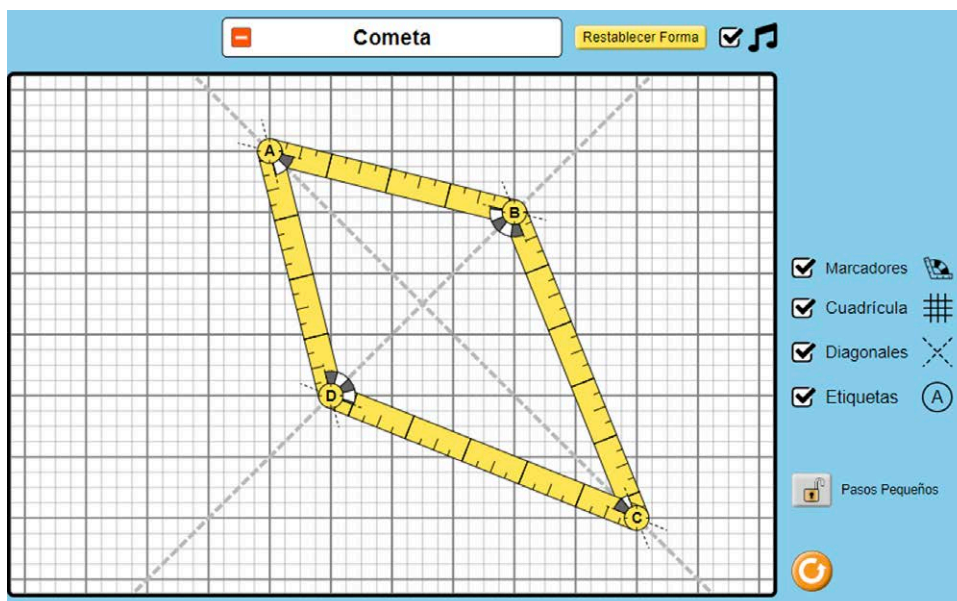 Cometa
Restablecer Forma
A
B
D
C
Marcadores
Cuadrícula
Diagonales
Etiquetas A
Pasos Pequeños